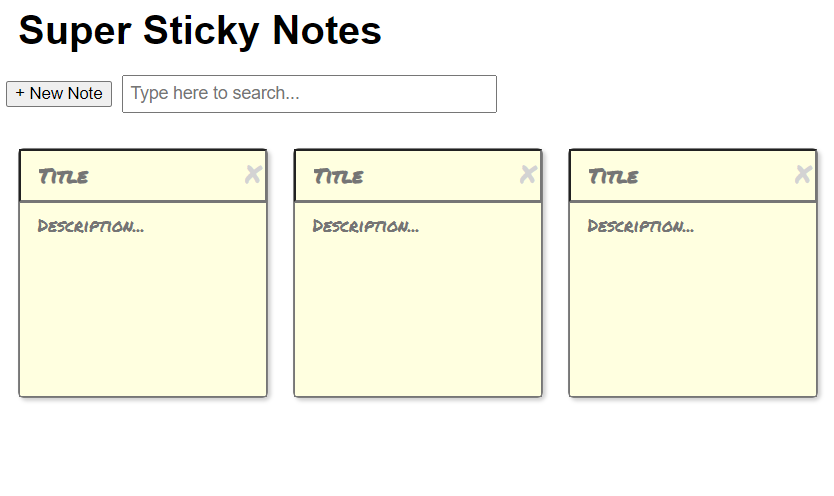 Super Sticky Notes
+ New Note Type here to search...
Title ✘ Title ✘ Title ✘
Description... Description... Description...